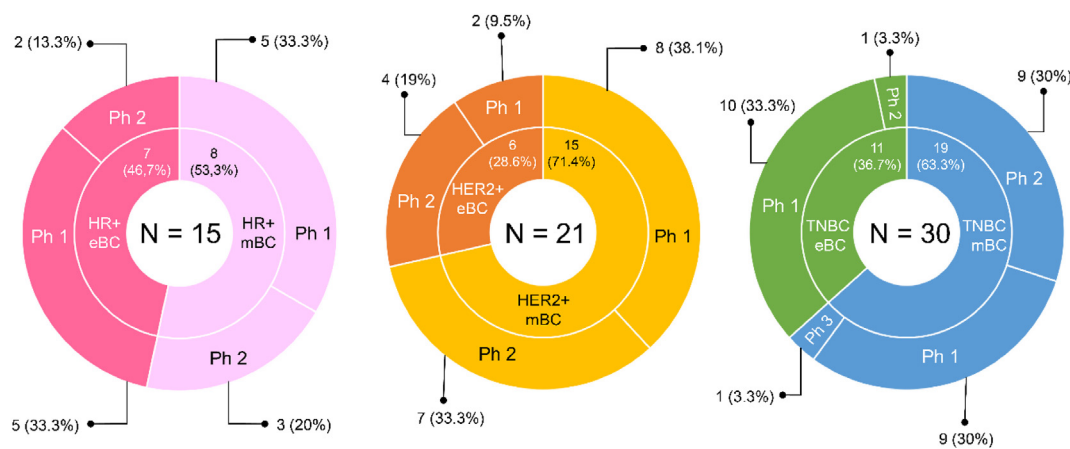 2 (13.3%)
5 (33.3%)
Ph 2
7
(46,7%)
8
(53,3%)
Ph 1
HR+
eBC
N = 15
HR+
mBC
Ph 1
Ph 2
5 (33.3%)
3 (20%)
2 (9.5%)
8 (38.1%)
4 (19%)
Ph 1
6
(28.6%)
15
(71.4%)
Ph 2
HER2+
eBC
N = 21
Ph 1
HER2+
mBC
Ph 2
7 (33.3%)
1 (3.3%)
9 (30%)
10 (33.3%)
Ph 2
11
(36.7%)
19
(63.3%)
Ph 2
Ph 1
TNBC
eBC
N = 30
TNBC
mBC
Ph 3
Ph 1
1 (3.3%)
9 (30%)